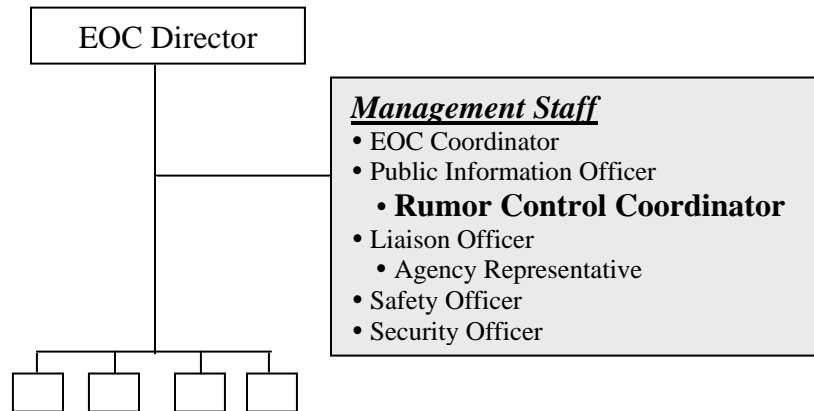 EOC Director
Management Staff
• EOC Coordinator
• Public Information Officer
• Rumor Control Coordinator
• Liaison Officer
• Agency Representative
• Safety Officer
• Security Officer